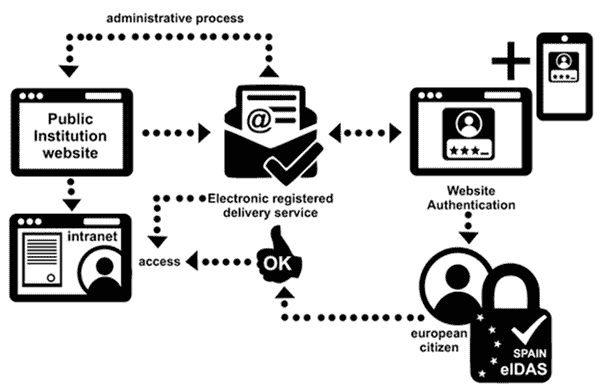 administrative process
Public
Institution
website
@
***_
***_
Electronic registered
delivery service
Website
Authentication
intranet
access
OK
european
citizen
SPAIN
eIDAS